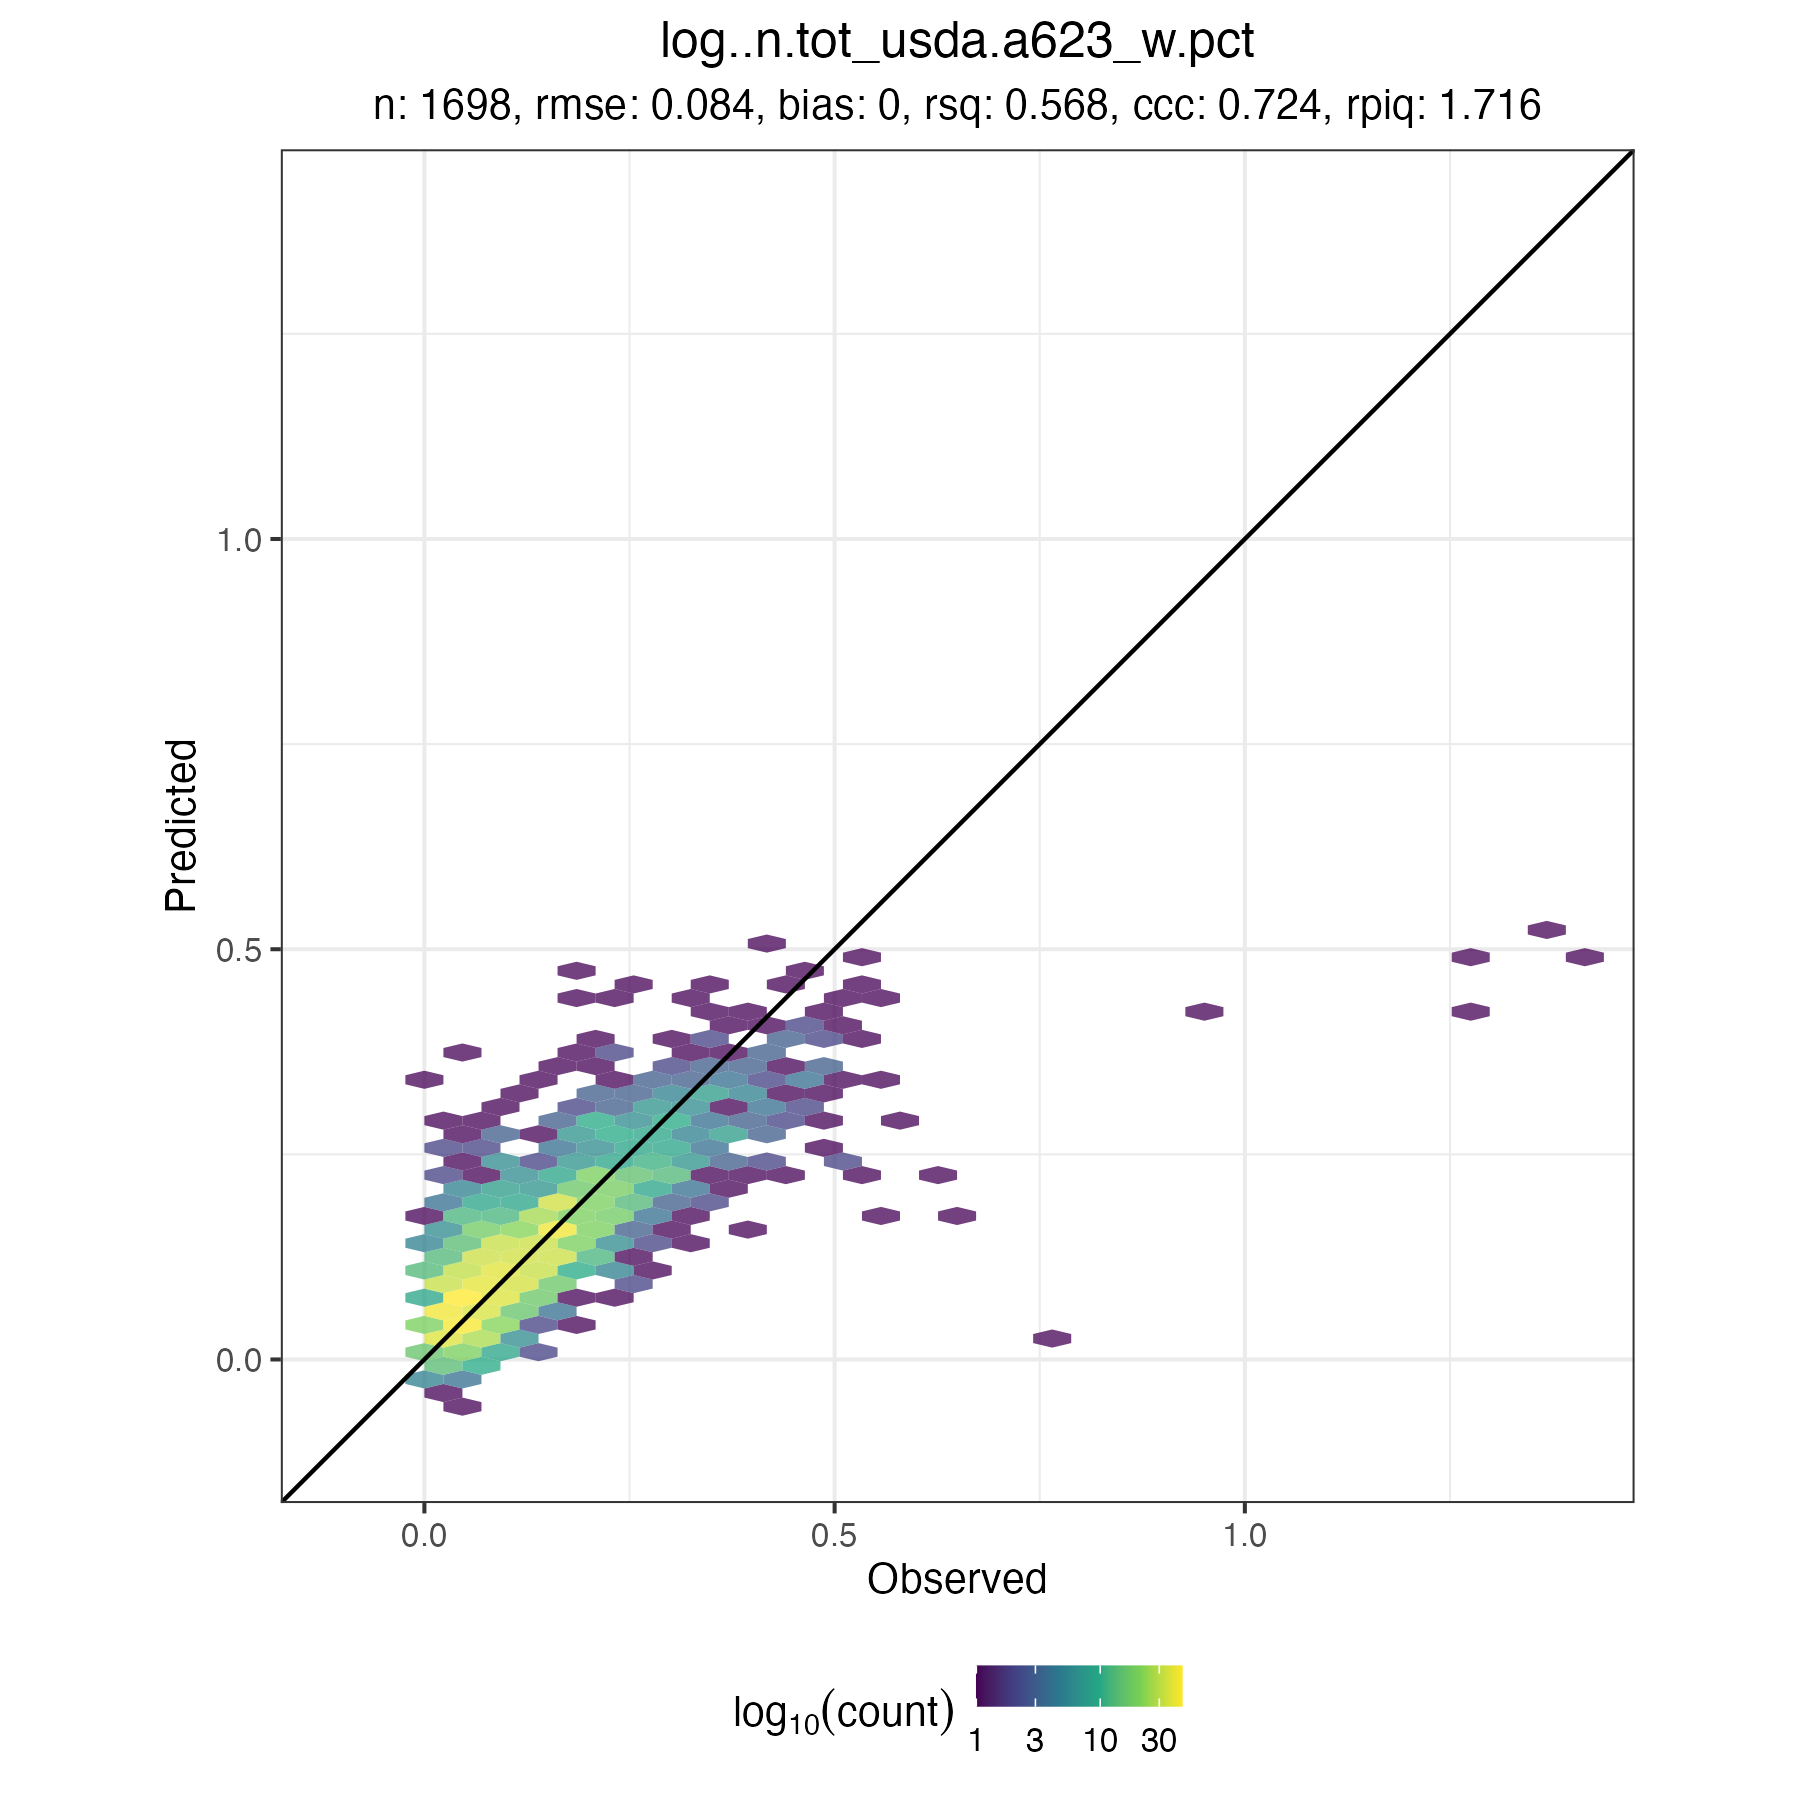 log..n.tot_usda.a623_w.pct
n: 1698, rmse: 0.084, bias: 0, rsq: 0.568, ccc: 0.724, rpiq: 1.716
Predicted
1.0
0.5
0.0
0.0 0.5 1.0
Observed
log₁₀(count)
1 3 10 30